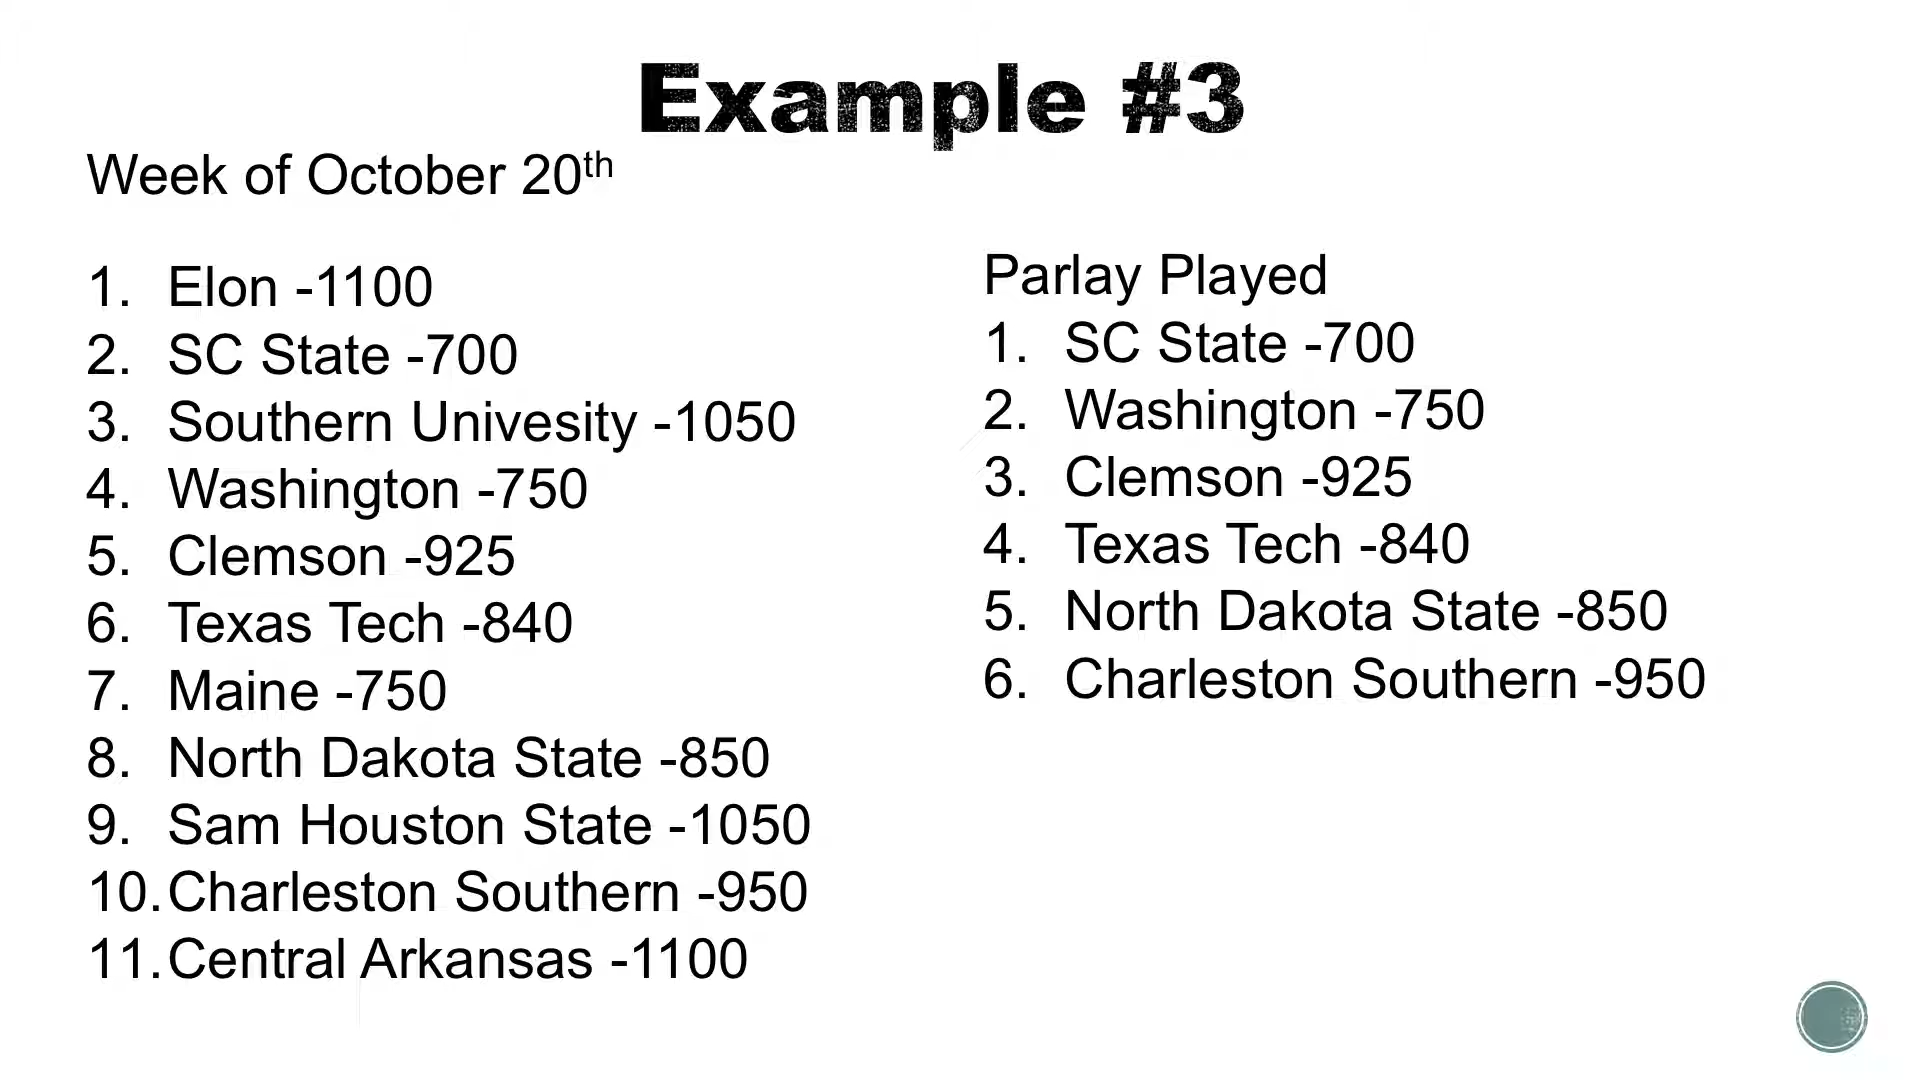 Example #3
Week of October 20th
1. Elon -1100
2. SC State -700
3. Southern Univesity -1050
4. Washington -750
5. Clemson -925
6. Texas Tech -840
7. Maine -750
8. North Dakota State -850
9. Sam Houston State -1050
10. Charleston Southern -950
11. Central Arkansas -1100
Parlay Played
1. SC State -700
2. Washington -750
3. Clemson -925
4. Texas Tech -840
5. North Dakota State -850
6. Charleston Southern -950